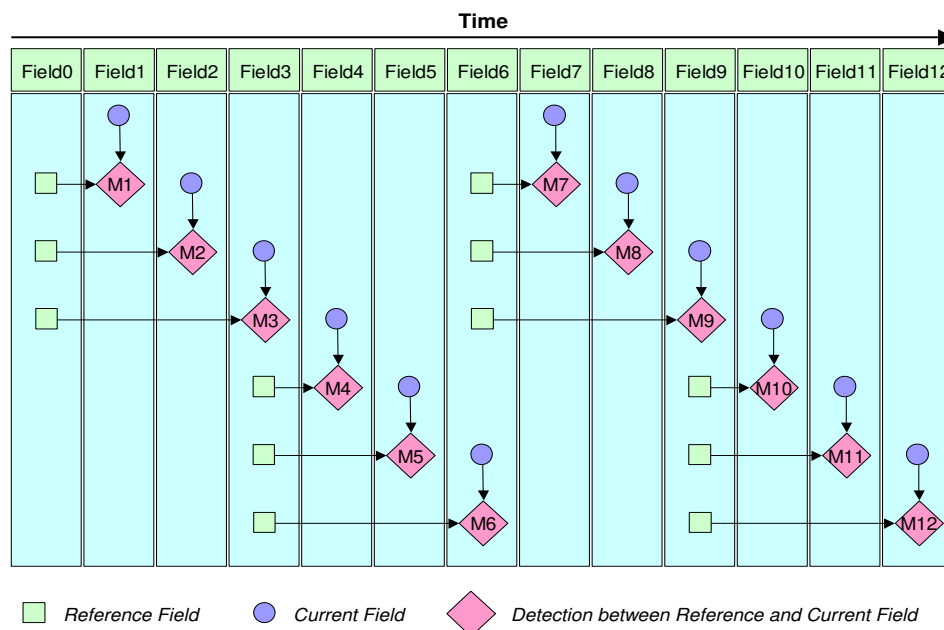 Time
Field0 Field1 Field2 Field3 Field4 Field5 Field6 Field7 Field8 Field9 Field10 Field11 Field12
M1 M7
M2 M8
M3 M9
M4 M10
M5 M11
M6 M12
Reference Field Current Field Detection between Reference and Current Field